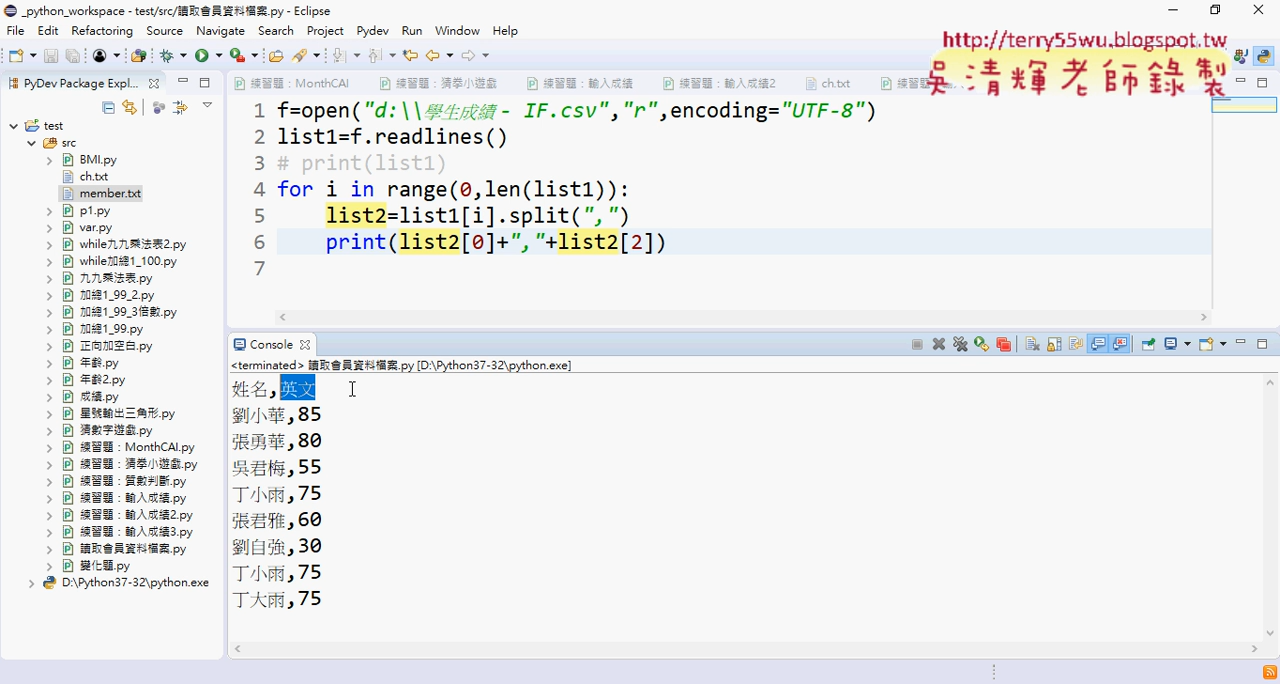 _python_workspace - test/src/讀取會員資料檔案.py - Eclipse
File Edit Refactoring Source Navigate Search Project Pydev Run Window Help
http://terry55wu.blogspot.tw
吳清輝老師錄製
PyDev Package Expl...
練習題：MonthCAI 練習題：猜拳小遊戲 練習題：輸入成績 練習題：輸入成績2 ch.txt 練習
test
src
BMI.py
ch.txt
member.txt
p1.py
var.py
while九九乘法表2.py
while加總1_100.py
九九乘法表.py
加總1_99_2.py
加總1_99_3倍數.py
加總1_99.py
正向加空白.py
年齡.py
年齡2.py
成績.py
星號輸出三角形.py
猜數字遊戲.py
練習題：MonthCAI.py
練習題：猜拳小遊戲.py
練習題：質數判斷.py
練習題：輸入成績.py
練習題：輸入成績2.py
練習題：輸入成績3.py
讀取會員資料檔案.py
變化題.py
D:\Python37-32\python.exe
1 f=open("d:\\學生成績 - IF.csv","r",encoding="UTF-8")
2 list1=f.readlines()
3 # print(list1)
4 for i in range(0,len(list1)):
5 list2=list1[i].split(",")
6 print(list2[0]+","+list2[2])
7
Console
<terminated> 讀取會員資料檔案.py [D:\Python37-32\python.exe]
姓名,英文
劉小華,85
張勇華,80
吳君梅,55
丁小雨,75
張君雅,60
劉自強,30
丁小雨,75
丁大雨,75